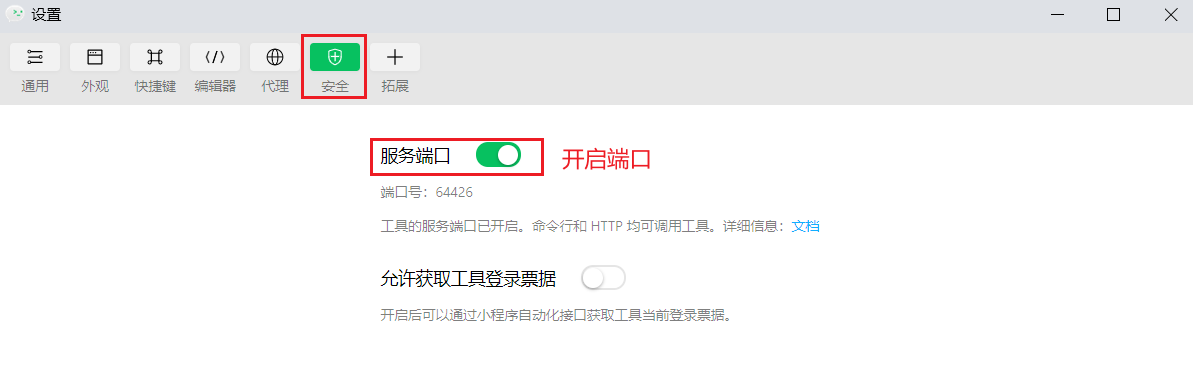 设置
通用 外观 快捷键 编辑器 代理 安全 拓展
服务端口 开启端口
端口号：64426
工具的服务端口已开启。命令行和 HTTP 均可调用工具。详细信息：文档
允许获取工具登录票据
开启后可以通过小程序自动化接口获取工具当前登录票据。